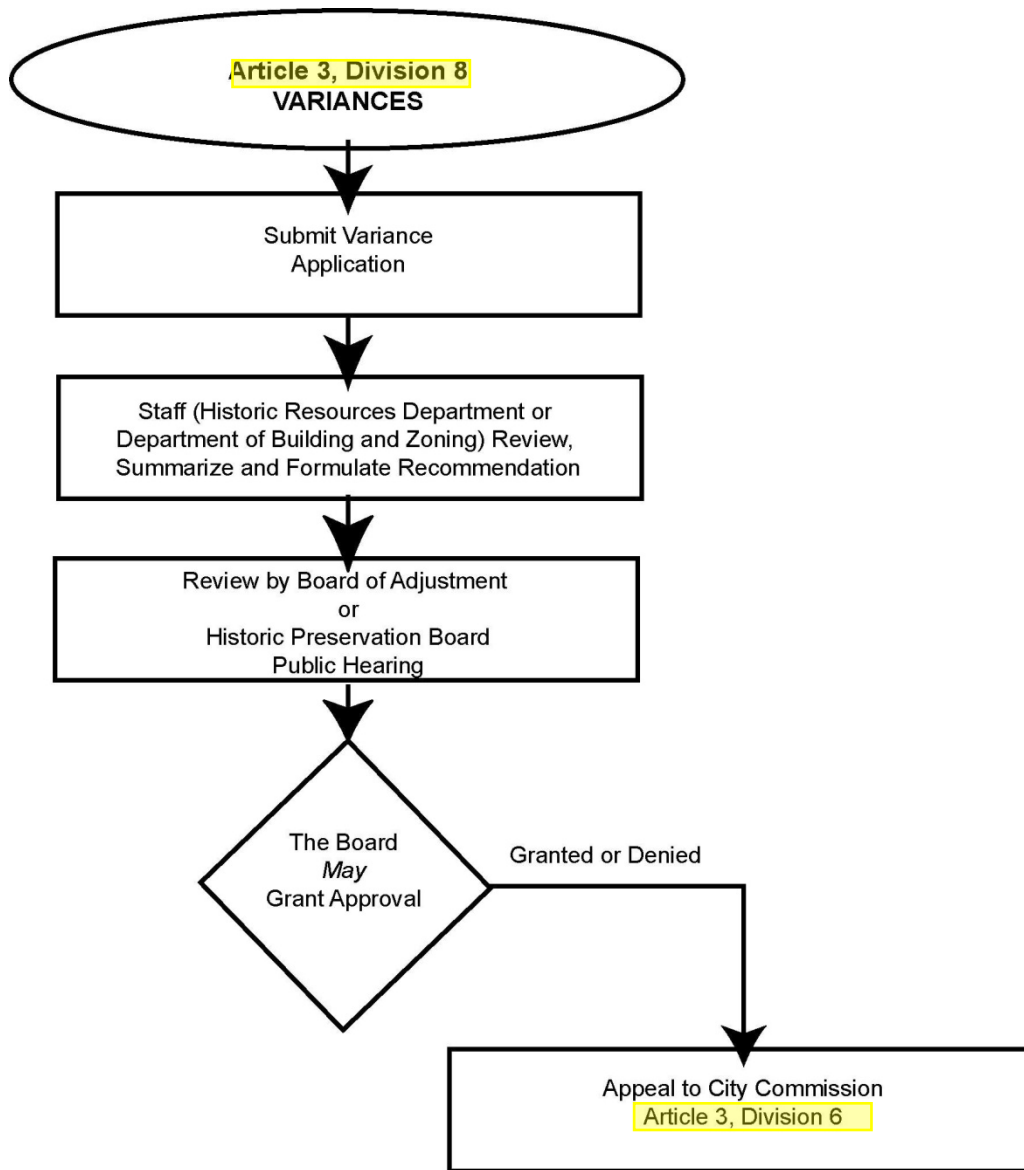 Article 3, Division 8
VARIANCES
Submit Variance
Application
Staff (Historic Resources Department or
Department of Building and Zoning) Review,
Summarize and Formulate Recommendation
Review by Board of Adjustment
or
Historic Preservation Board
Public Hearing
The Board
May
Grant Approval
Granted or Denied
Appeal to City Commission
Article 3, Division 6